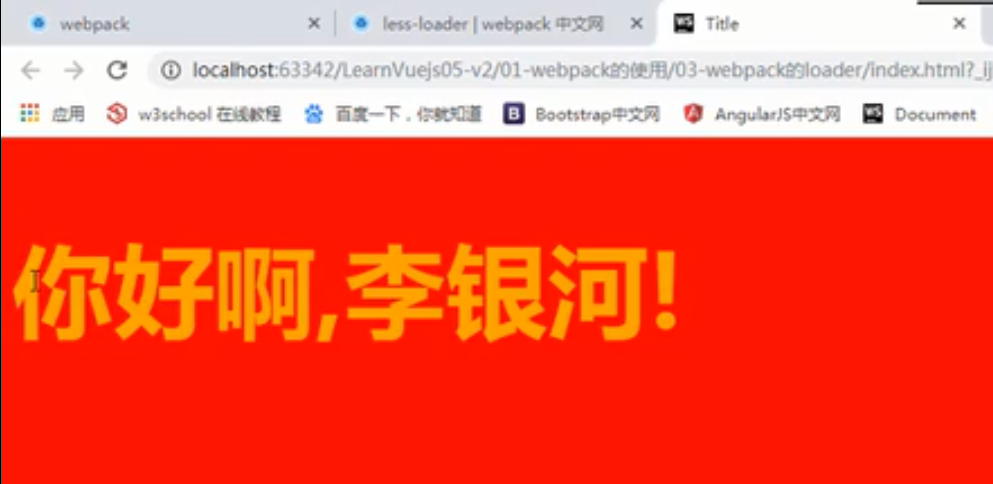 webpack
less-loader | webpack 中文网
WS Title
localhost:63342/LearnVuejs05-v2/01-webpack的使用/03-webpack的loader/index.html?_ij
应用 w3school 在线教程 百度一下，你就知道 B Bootstrap中文网 A AngularJS中文网 WS Document
你好啊,李银河!